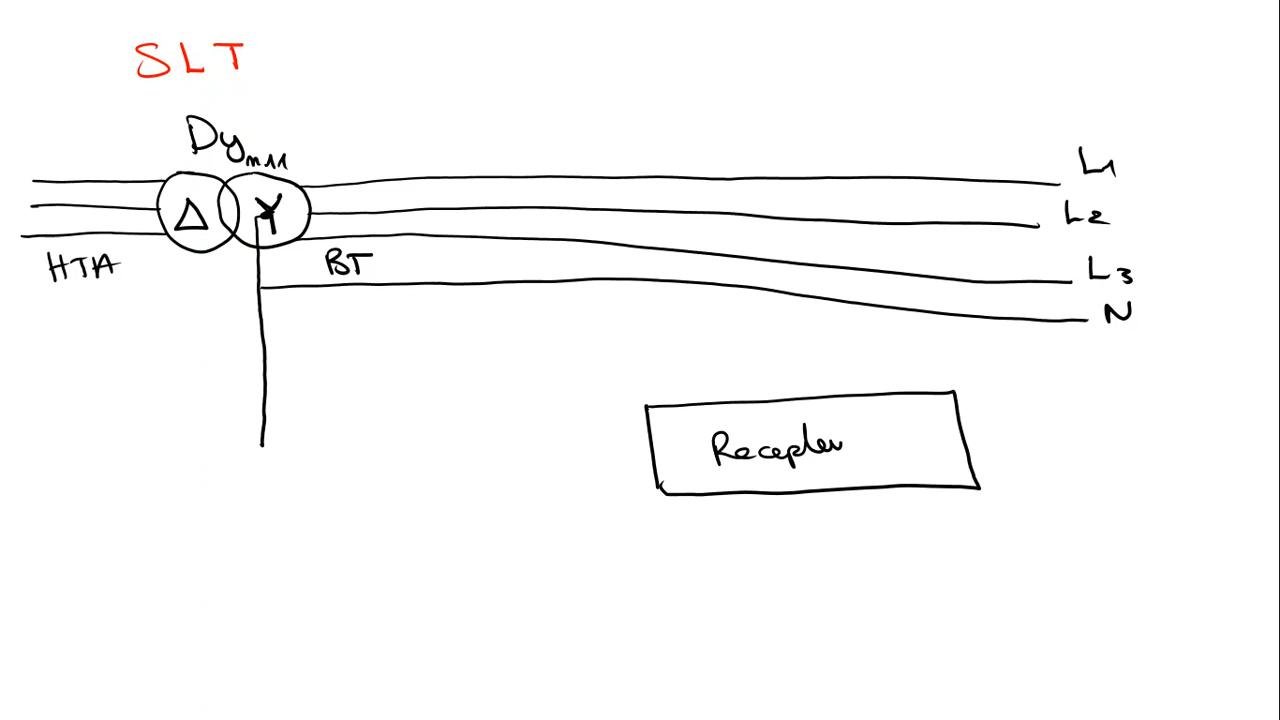 SLT
Dyn11
Δ Y
HTA
BT
L1
L2
L3
N
Recepteur